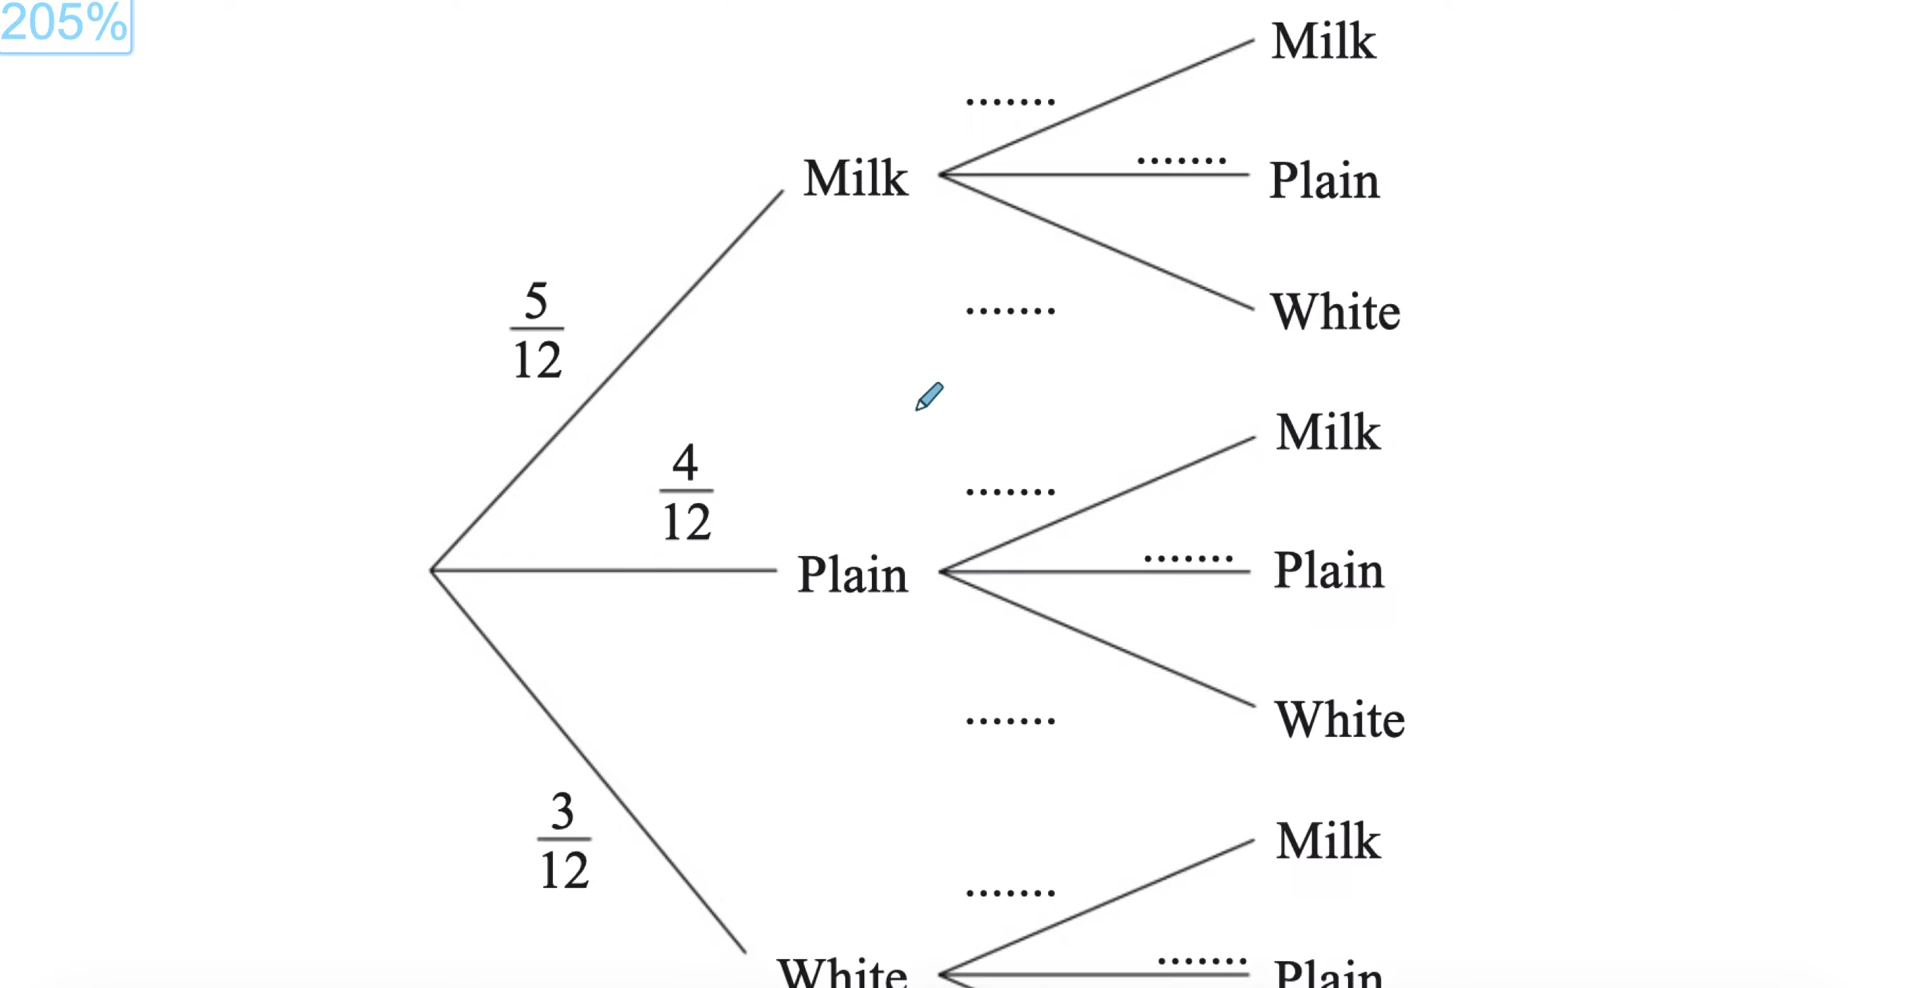 205%
Milk
.......
.......
Milk
Plain
5
12
.......
White
4
12
Milk
.......
.......
Plain
Plain
.......
White
3
12
Milk
.......
.......
White
Plain